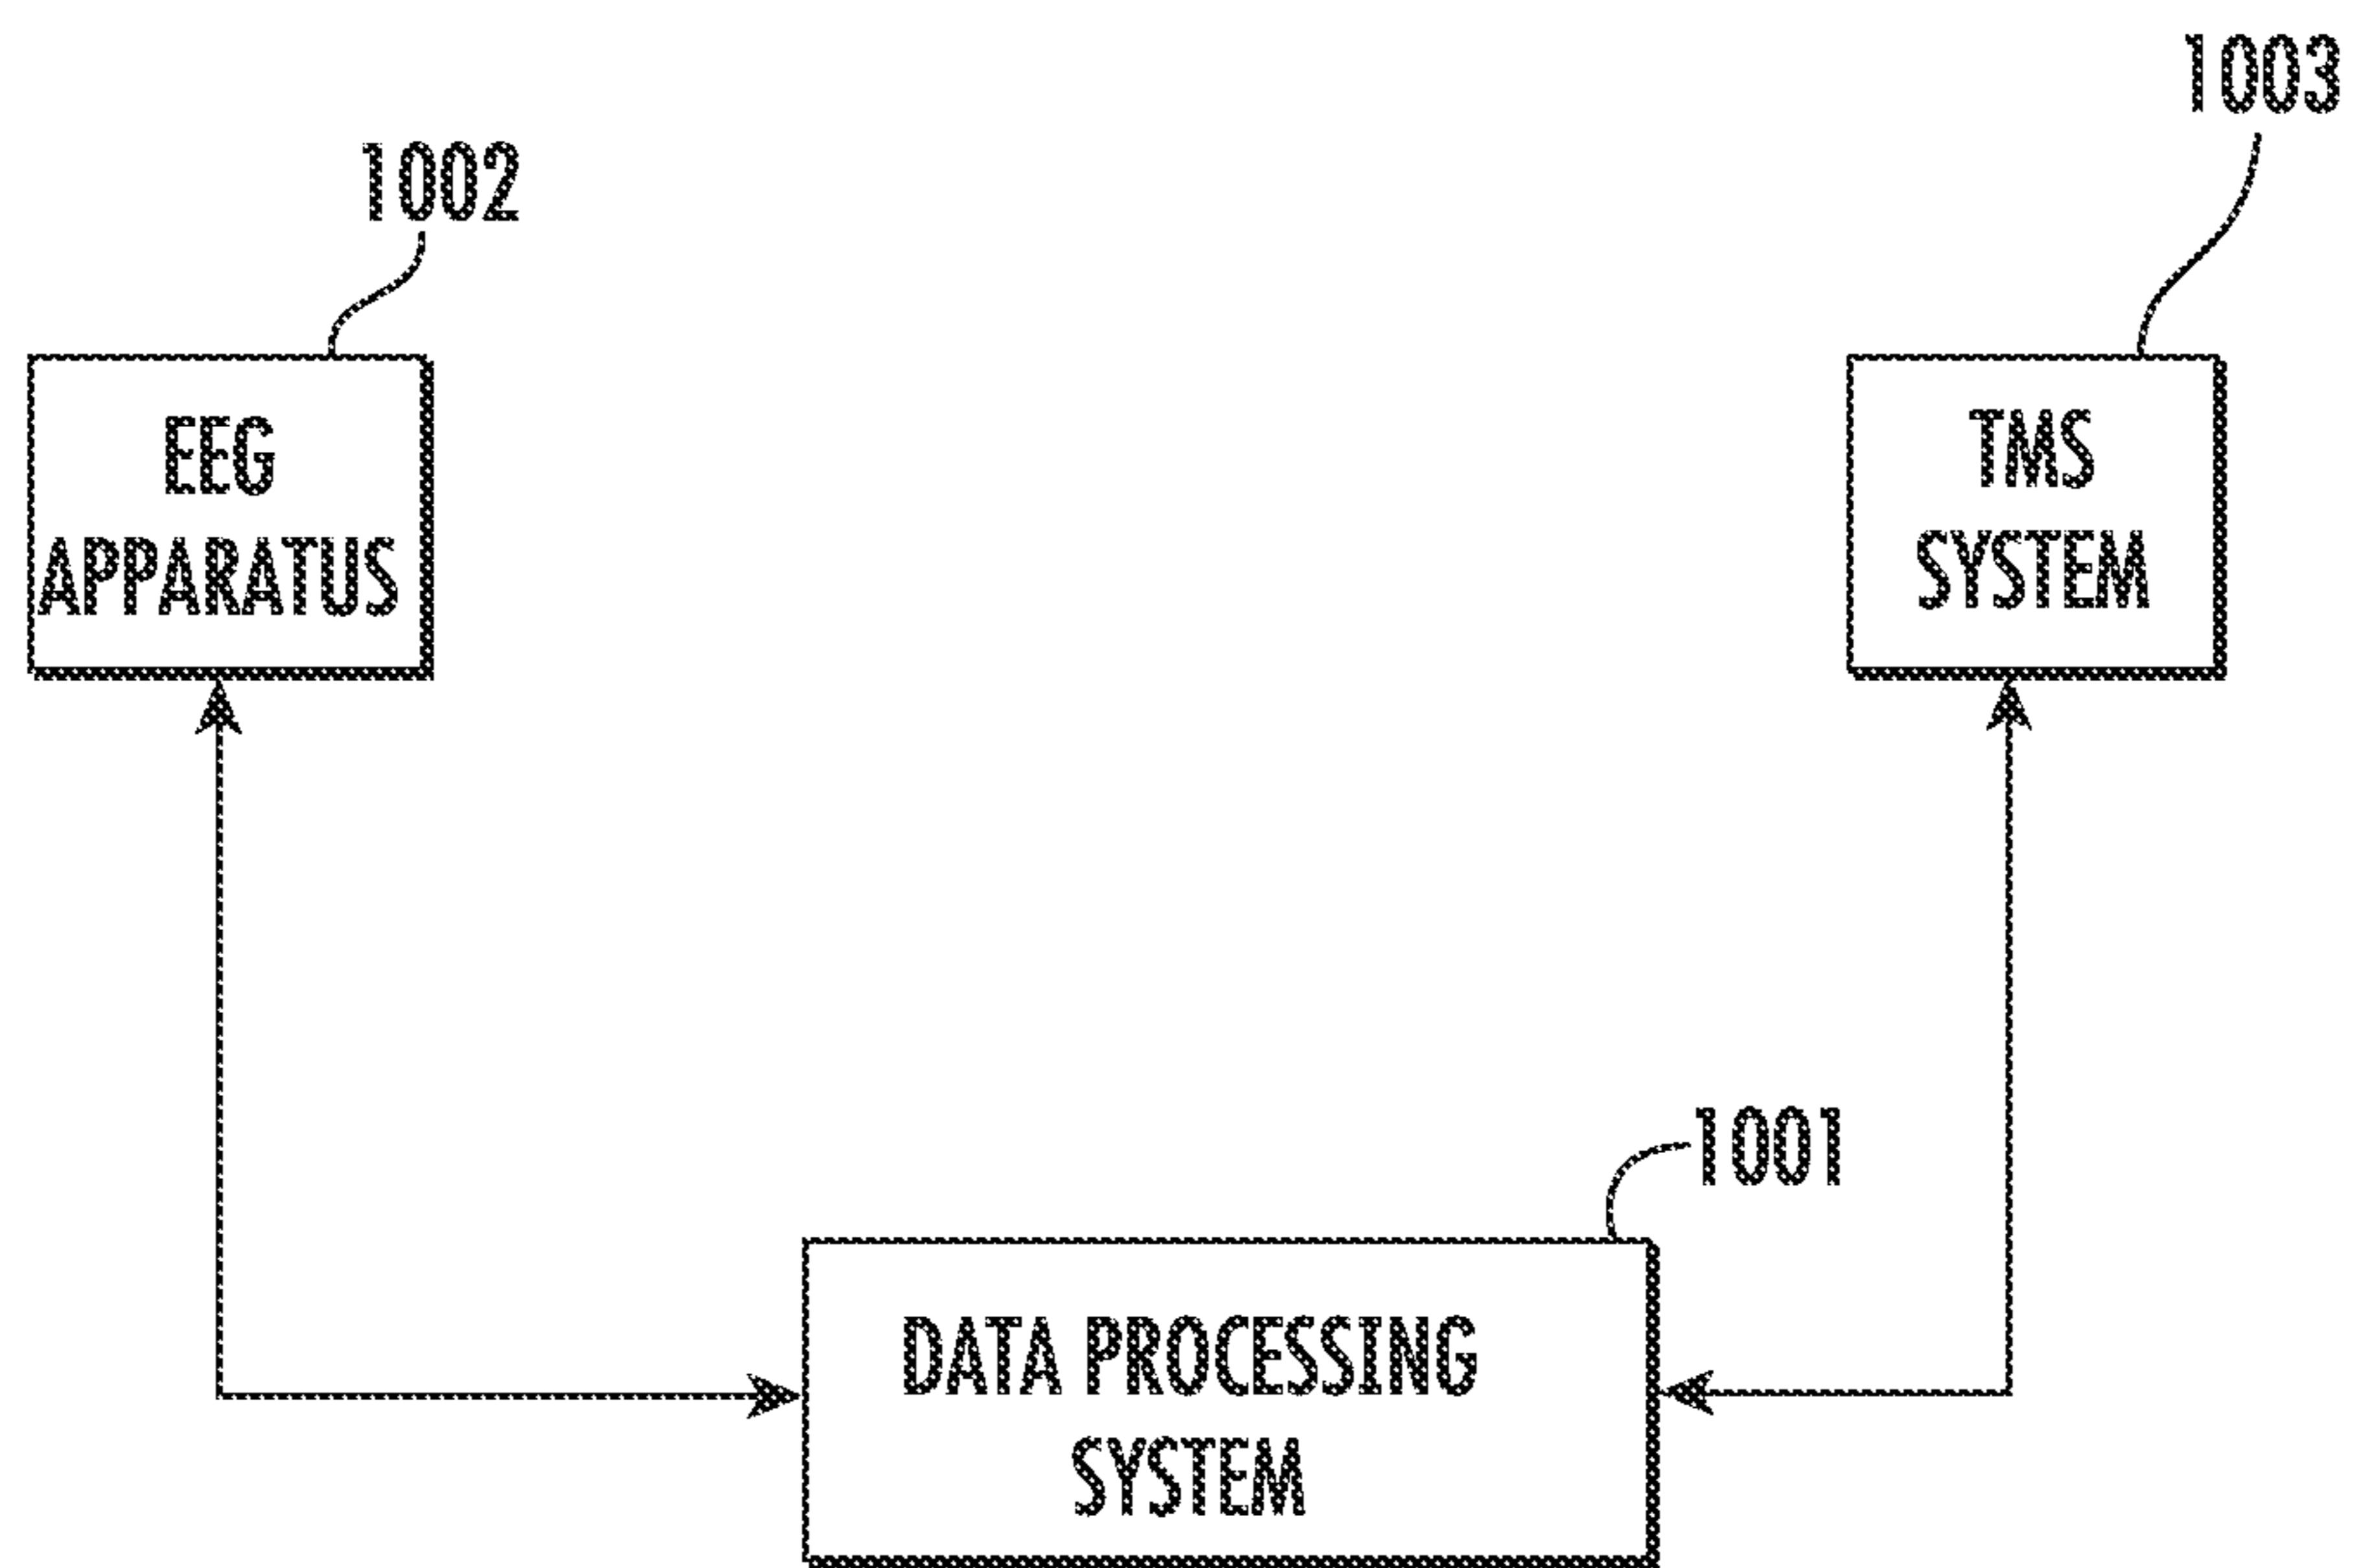 1003
1002
EEG
APPARATUS
TMS
SYSTEM
1001
DATA PROCESSING
SYSTEM